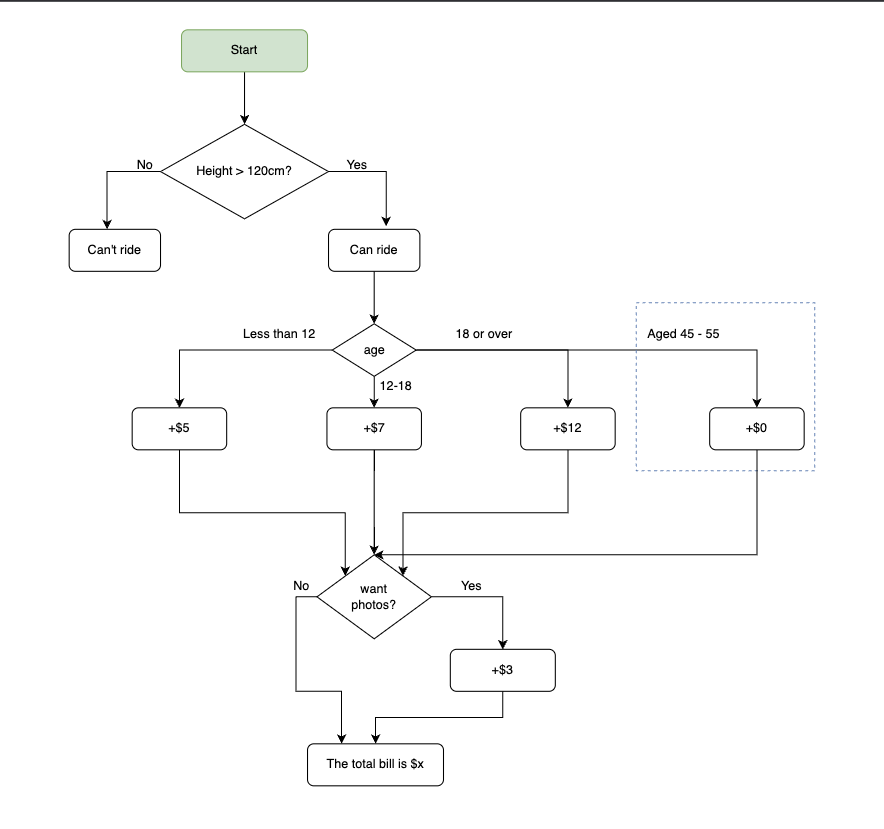 Start
Height > 120cm?
No
Yes
Can't ride
Can ride
Less than 12
age
18 or over
Aged 45 - 55
12-18
+$5
+$7
+$12
+$0
want
photos?
No
Yes
+$3
The total bill is $x